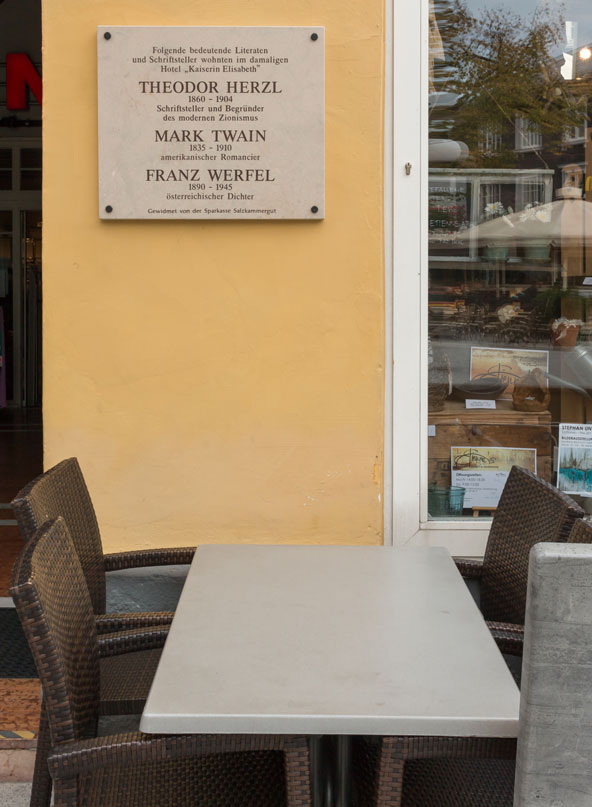 Folgende bedeutende Literaten
und Schriftsteller wohnten im damaligen
Hotel „Kaiserin Elisabeth"
THEODOR HERZL
1860 - 1904
Schriftsteller und Begründer
des modernen Zionismus
MARK TWAIN
1835 - 1910
amerikanischer Romancier
FRANZ WERFEL
1890 - 1945
österreichischer Dichter
Gewidmet von der Sparkasse Salzkammergut
N
STEPHAN
Öffnungszeiten